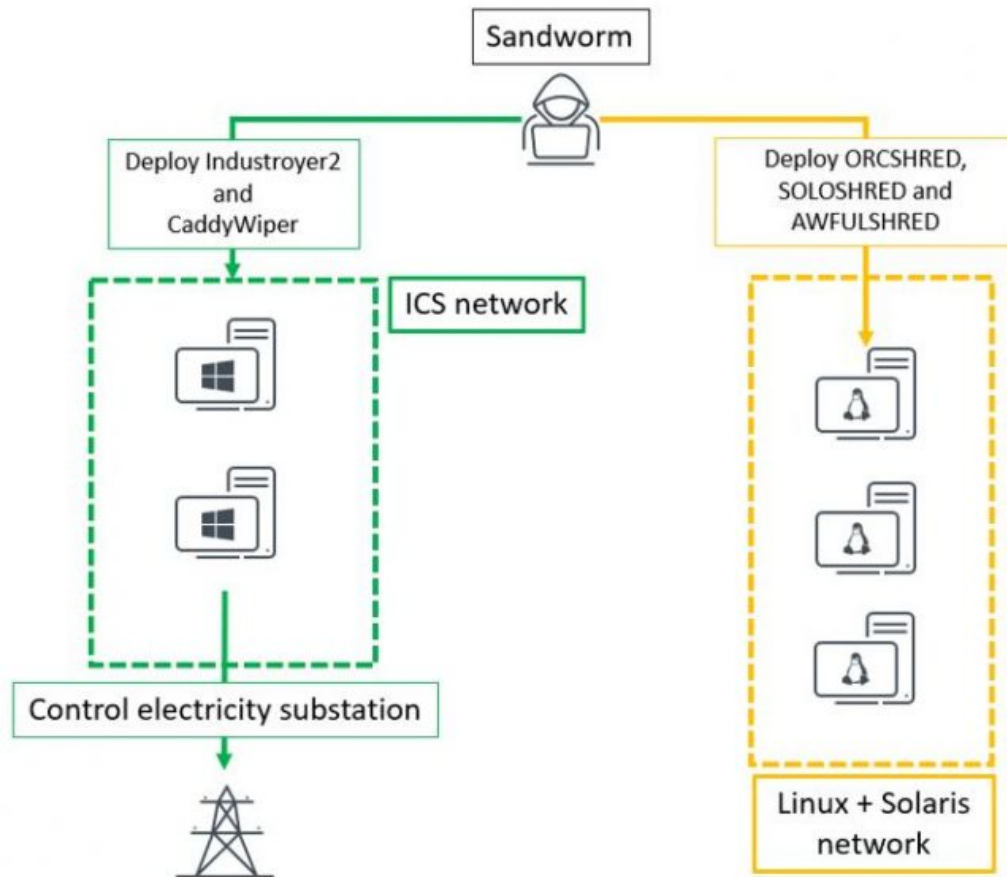 Sandworm
Deploy Industroyer2
and
CaddyWiper
Deploy ORCSHRED,
SOLOSHRED and
AWFULSHRED
ICS network
Control electricity substation
Linux + Solaris
network